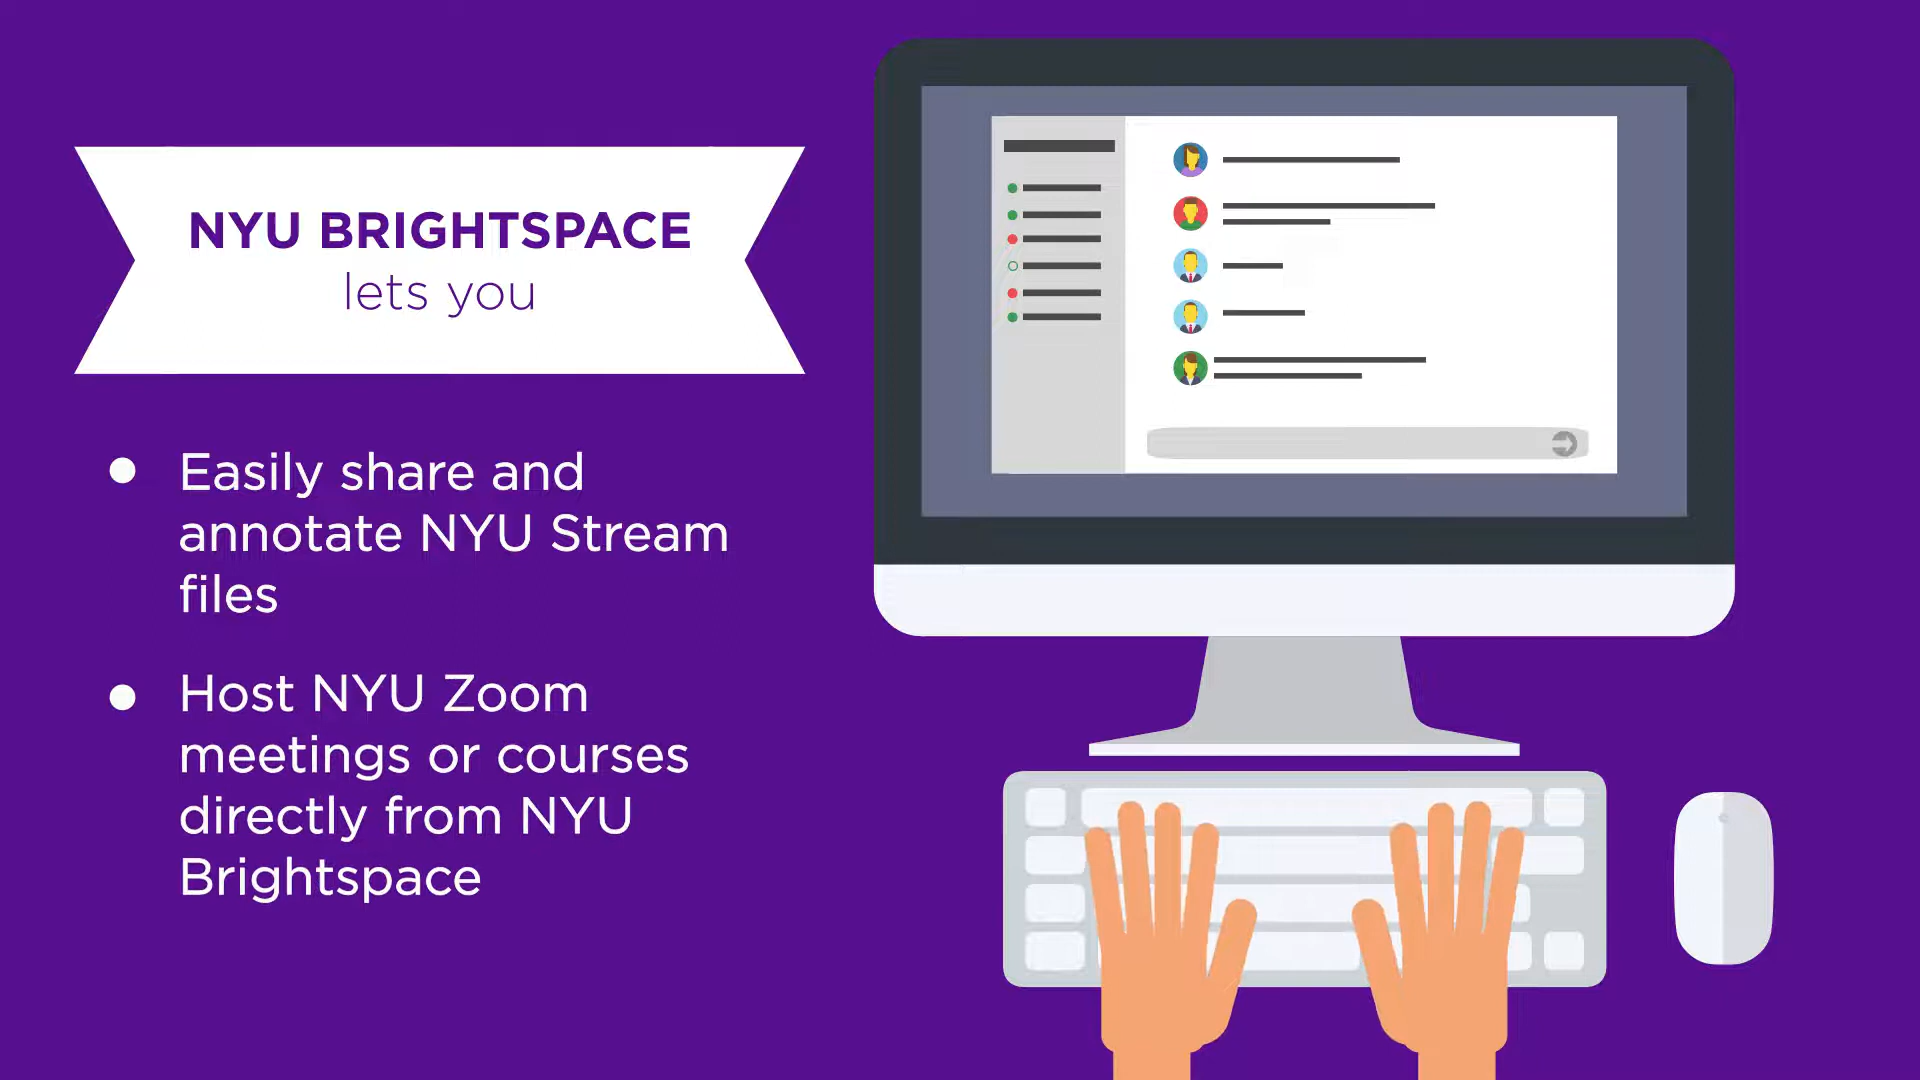 NYU BRIGHTSPACE
lets you
Easily share and
annotate NYU Stream
files
Host NYU Zoom
meetings or courses
directly from NYU
Brightspace